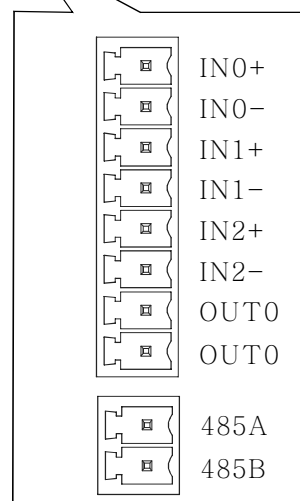 IN0+
IN0-
IN1+
IN1-
IN2+
IN2-
OUT0
OUT0
485A
485B